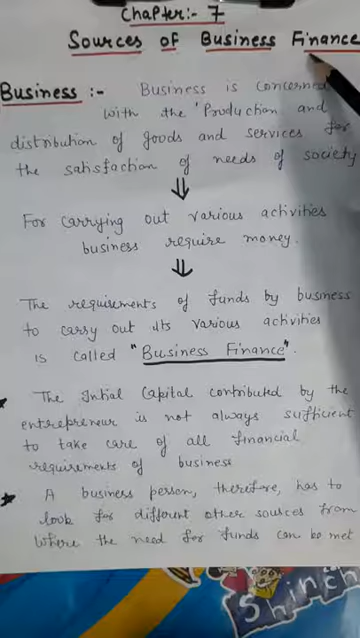 Chapter:- 7
Sources of Business Finance
Business :- Business is concerned
with the Production and
distribution of goods and services for
the satisfaction of needs of society
For carrying out various activities
business require money.
The requirements of funds by business
to carry out its various activities
is called "Business Finance".
The Intial Capital contributed by the
entrepreneur is not always sufficient
to take care of all financial
requirements of business
A business person, therefore, has to
look for different other sources from
where the need for funds can be met
Shinch